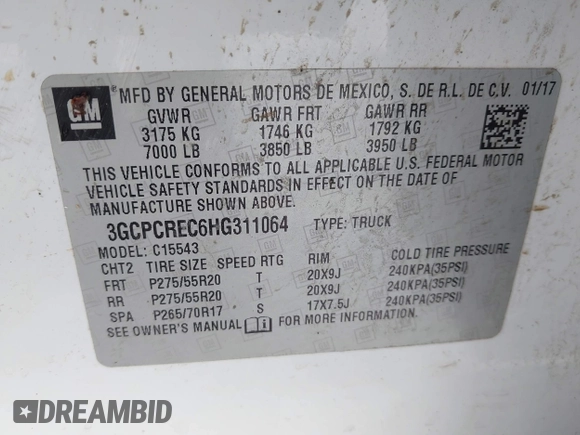 GM
MFD BY GENERAL MOTORS DE MEXICO, S. DE R.L. DE C.V. 01/17
GVWR GAWR FRT GAWR RR
3175 KG 1746 KG 1792 KG
7000 LB 3850 LB 3950 LB
THIS VEHICLE CONFORMS TO ALL APPLICABLE U.S. FEDERAL MOTOR
VEHICLE SAFETY STANDARDS IN EFFECT ON THE DATE OF
MANUFACTURE SHOWN ABOVE.
3GCPCREC6HG311064 TYPE: TRUCK
MODEL: C15543
CHT2 TIRE SIZE SPEED RTG RIM COLD TIRE PRESSURE
FRT P275/55R20 T 20X9J 240KPA(35PSI)
RR P275/55R20 T 20X9J 240KPA(35PSI)
SPA P265/70R17 S 17X7.5J 240KPA(35PSI)
SEE OWNER'S MANUAL FOR MORE INFORMATION.
DREAMBID